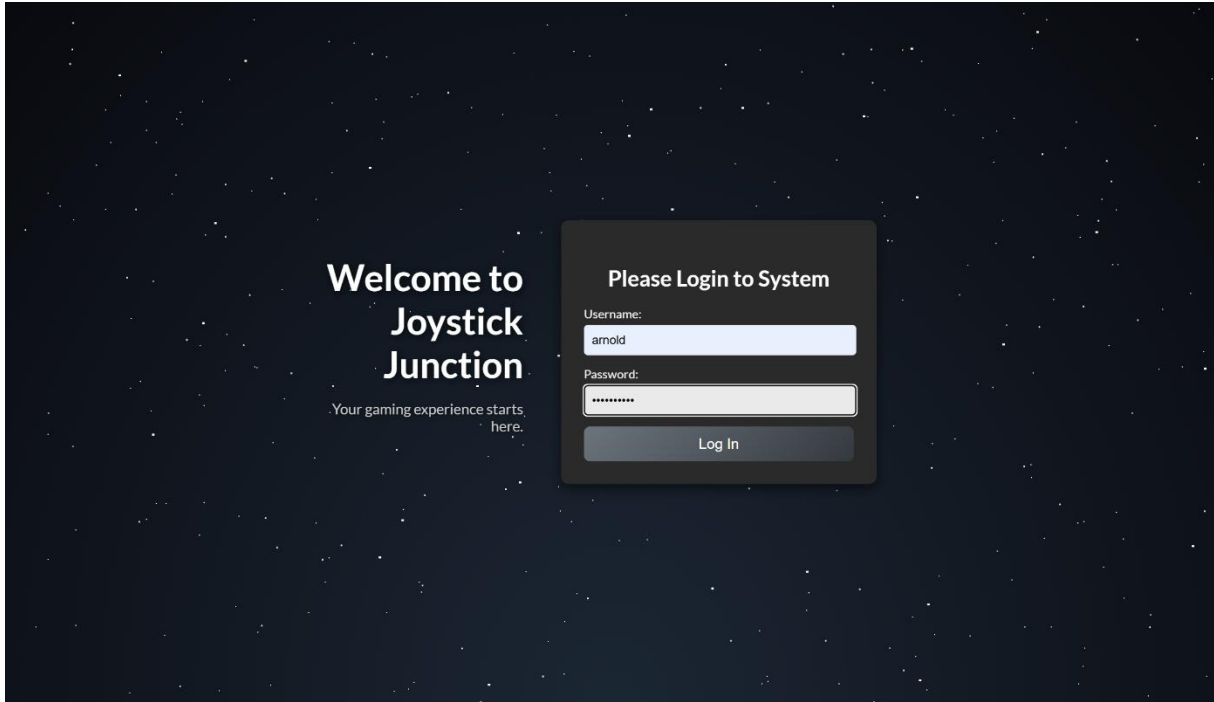 Welcome to
Joystick
Junction
Your gaming experience starts
here.
Please Login to System
Username:
arnold
Password:
••••••••••
Log In